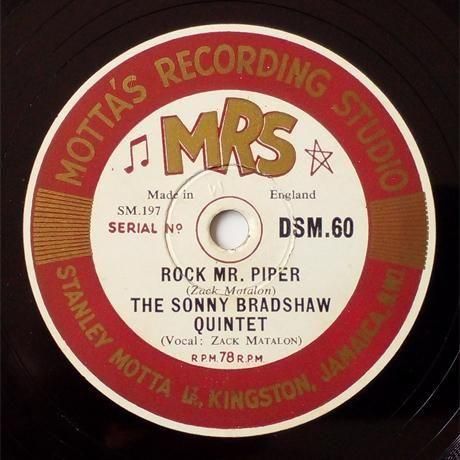 MOTTA'S RECORDING STUDIO
MRS
Made in England
SM.197
SERIAL No DSM.60
ROCK MR. PIPER
(Zack Matalon)
THE SONNY BRADSHAW
QUINTET
(Vocal: ZACK MATALON)
R.P.M. 78 R.P.M.
STANLEY MOTTA LD., KINGSTON, JAMAICA, B.W.I.